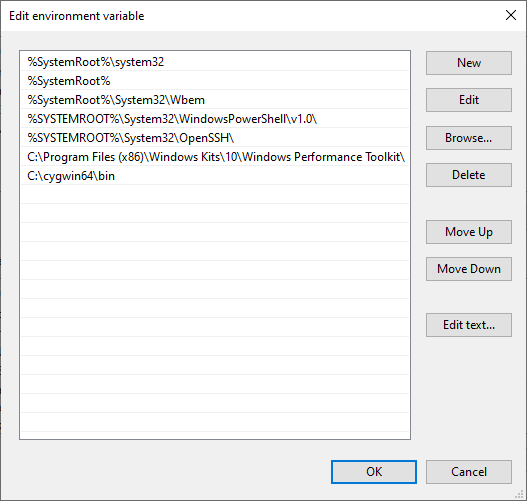 Edit environment variable
%SystemRoot%\system32
%SystemRoot%
%SystemRoot%\System32\Wbem
%SYSTEMROOT%\System32\WindowsPowerShell\v1.0\
%SYSTEMROOT%\System32\OpenSSH\
C:\Program Files (x86)\Windows Kits\10\Windows Performance Toolkit\
C:\cygwin64\bin
New
Edit
Browse...
Delete
Move Up
Move Down
Edit text...
OK
Cancel